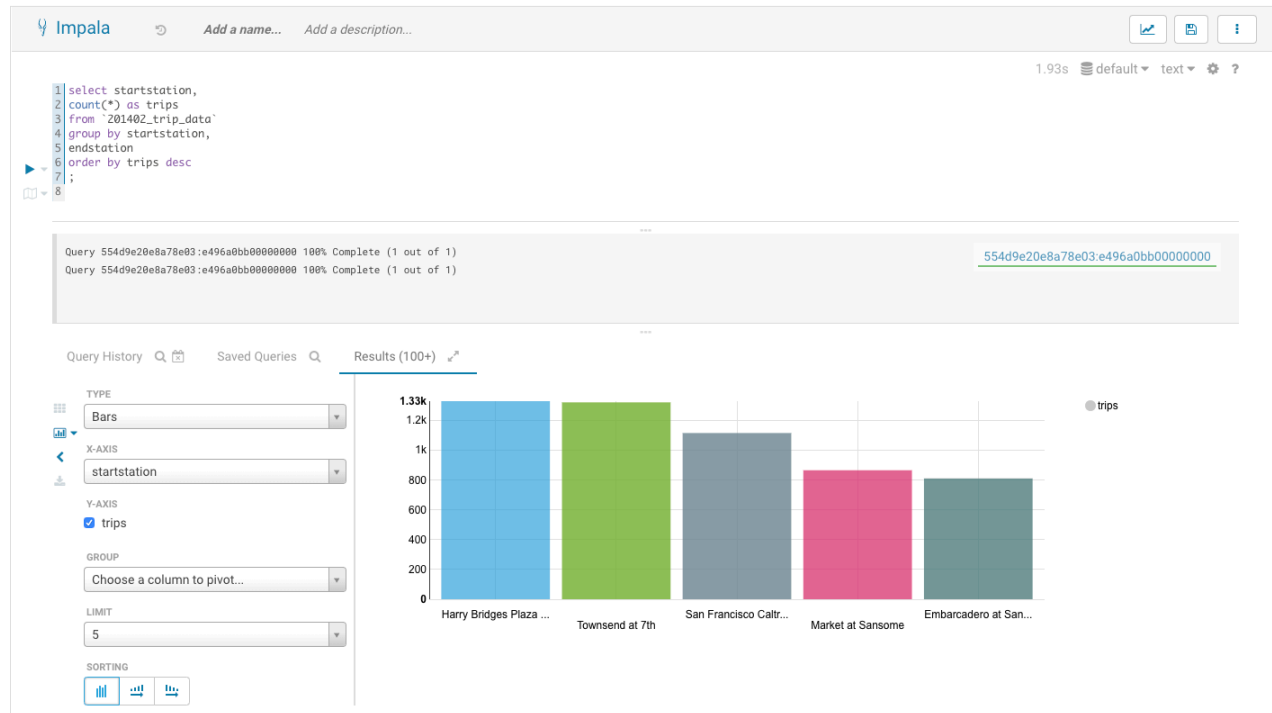 Impala Add a name... Add a description...
1.93s default text ?
1 select startstation,
2 count(*) as trips
3 from `201402_trip_data`
4 group by startstation,
5 endstation
6 order by trips desc
7 ;
8
Query 554d9e20e8a78e03:e496a0bb00000000 100% Complete (1 out of 1)
Query 554d9e20e8a78e03:e496a0bb00000000 100% Complete (1 out of 1)
554d9e20e8a78e03:e496a0bb00000000
Query History Saved Queries Results (100+)
TYPE
Bars
X-AXIS
startstation
Y-AXIS
trips
GROUP
Choose a column to pivot...
LIMIT
5
SORTING
1.33k
1.2k
1k
800
600
400
200
0
Harry Bridges Plaza ...
Townsend at 7th
San Francisco Caltr...
Market at Sansome
Embarcadero at San...
trips